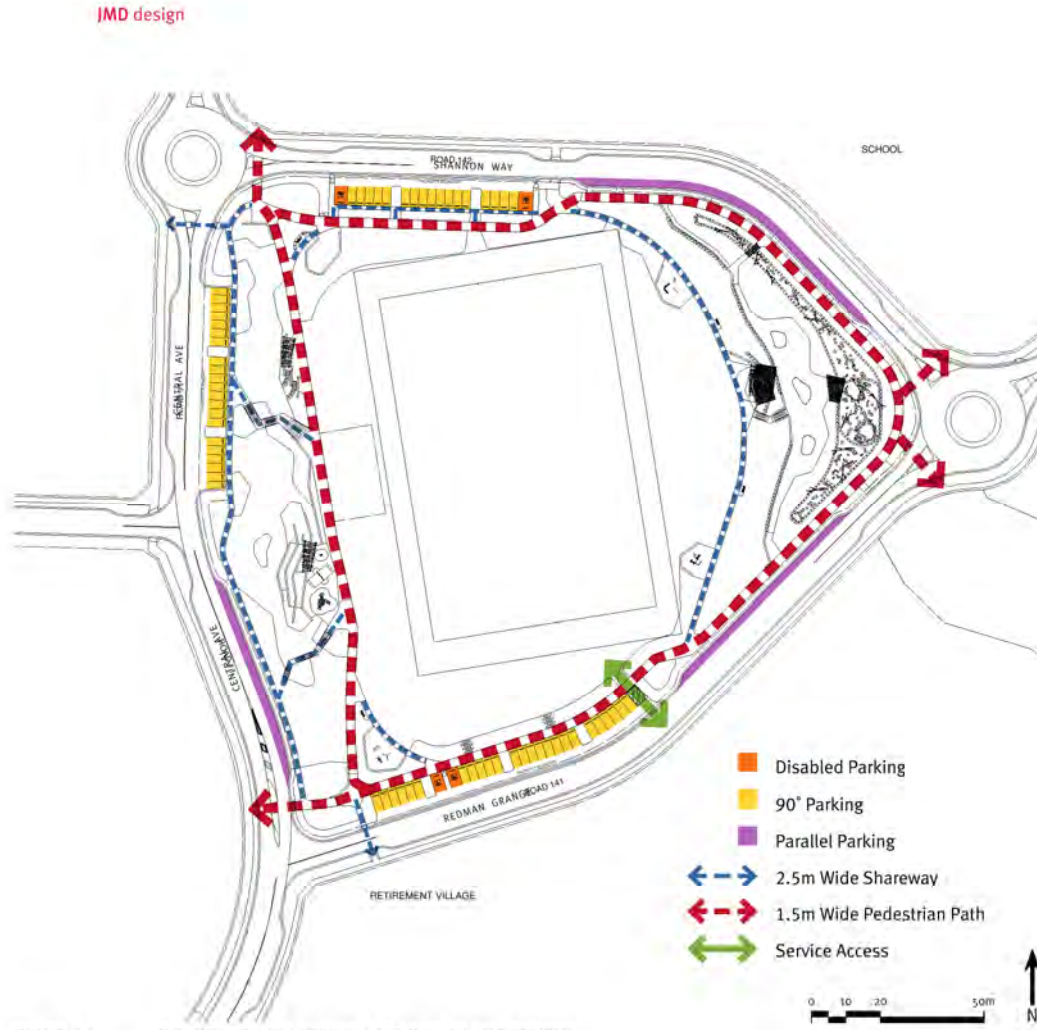 JMD design
SCHOOL
ROAD 142
SHANNON WAY
CENTRAL AVE
CENTRAL AVE
REDMAN GRANGE
ROAD 141
RETIREMENT VILLAGE
Disabled Parking
90° Parking
Parallel Parking
2.5m Wide Shareway
1.5m Wide Pedestrian Path
Service Access
0 10 20 50m
N